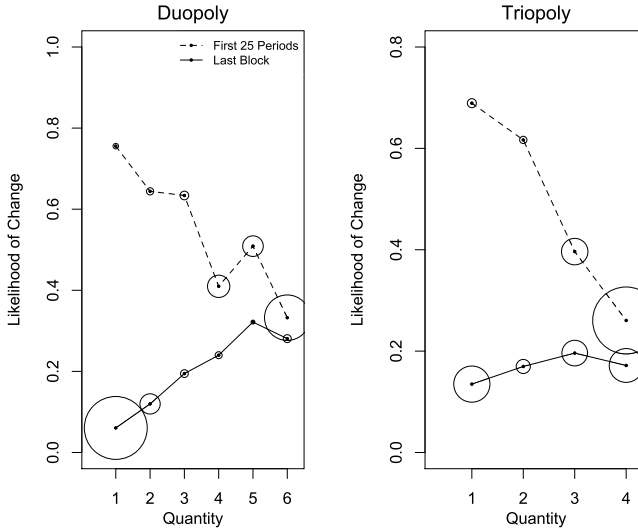 Duopoly
First 25 Periods
Last Block
Likelihood of Change
1.0
0.8
0.6
0.4
0.2
0.0
1 2 3 4 5 6
Quantity
Triopoly
Likelihood of Change
0.8
0.6
0.4
0.2
0.0
1 2 3 4
Quantity